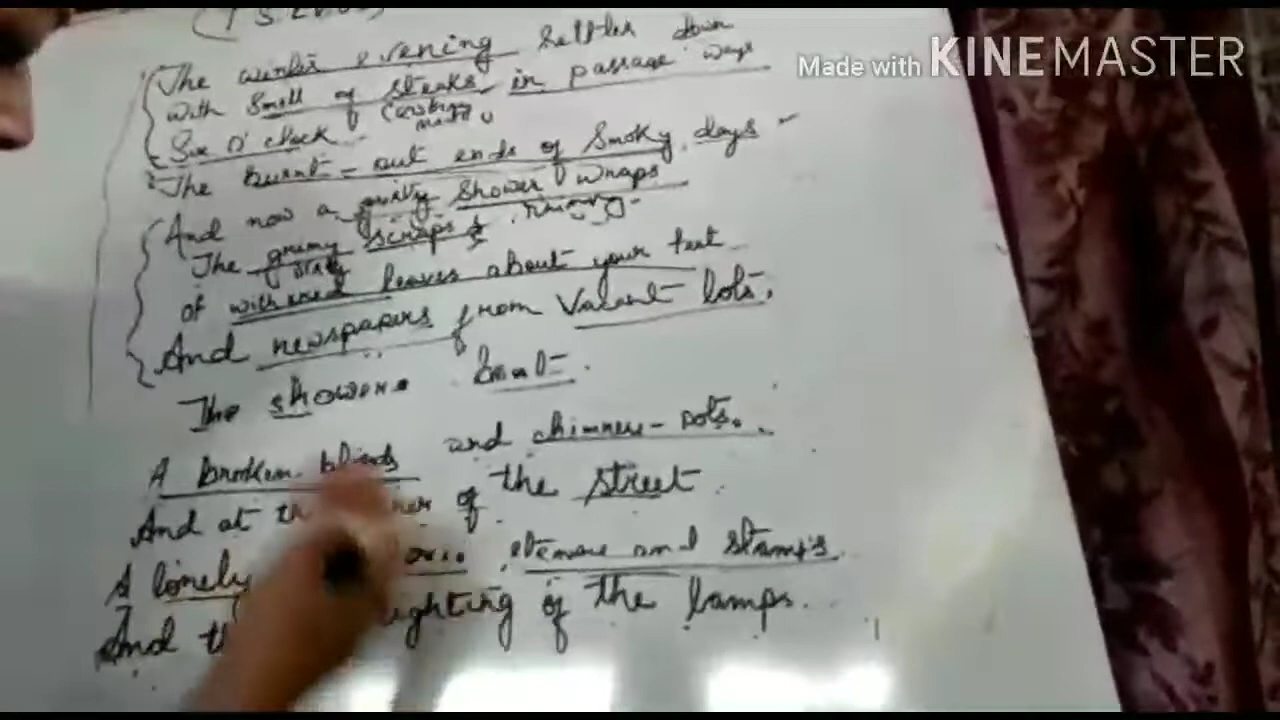 The winter evening settles down
with smell of steaks in passage ways
Six O' clock
The burnt-out ends of smoky days
And now a gusty shower wraps
The grimy scraps
of withered leaves about your feet
And newspapers from Vacant lots.
The showers beat
A broken blinds and chimney-pots.
And at of the street
A lonely and stamps
And lighting of the lamps.
Made with KINEMASTER